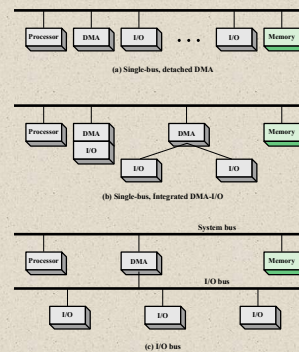 Processor DMA I/O • • • I/O Memory
(a) Single-bus, detached DMA
Processor DMA DMA Memory
I/O
I/O I/O
(b) Single-bus, Integrated DMA-I/O
System bus
Processor DMA Memory
I/O bus
I/O I/O I/O
(c) I/O bus